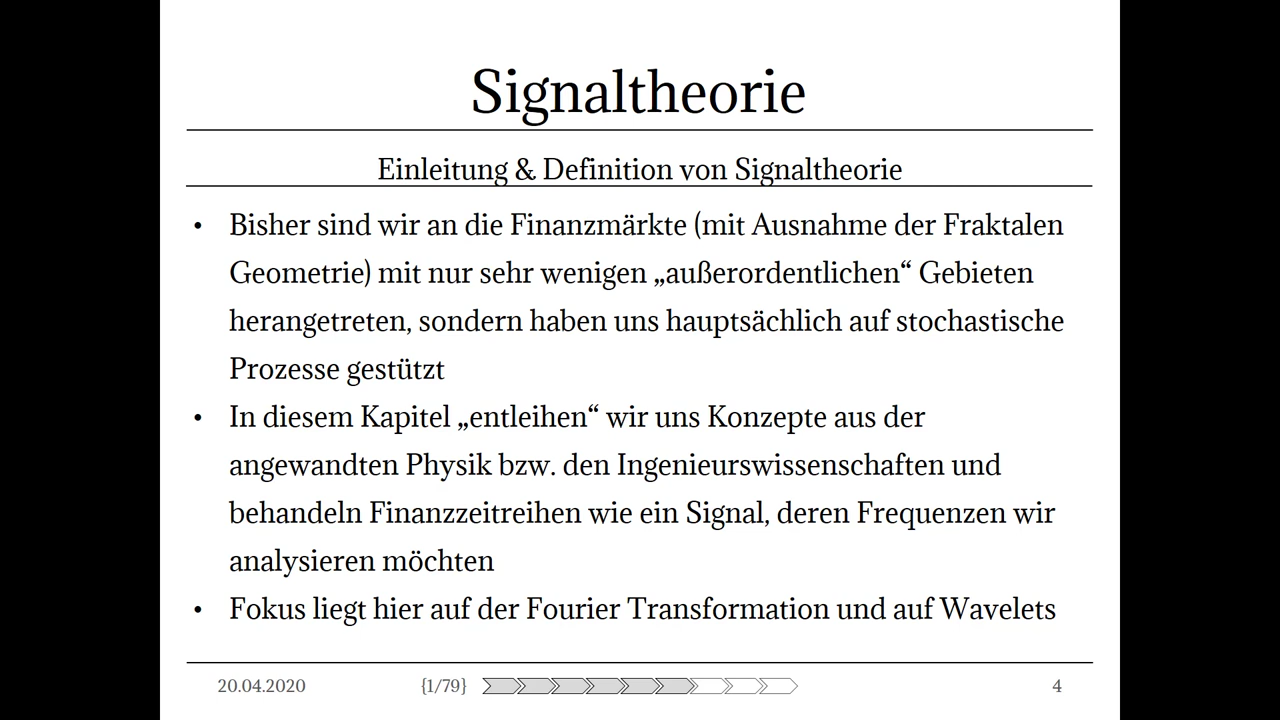 Signaltheorie
Einleitung & Definition von Signaltheorie
• Bisher sind wir an die Finanzmärkte (mit Ausnahme der Fraktalen
Geometrie) mit nur sehr wenigen „außerordentlichen“ Gebieten
herangetreten, sondern haben uns hauptsächlich auf stochastische
Prozesse gestützt
• In diesem Kapitel „entleihen“ wir uns Konzepte aus der
angewandten Physik bzw. den Ingenieurswissenschaften und
behandeln Finanzzeitreihen wie ein Signal, deren Frequenzen wir
analysieren möchten
• Fokus liegt hier auf der Fourier Transformation und auf Wavelets
20.04.2020 {1/79} 4